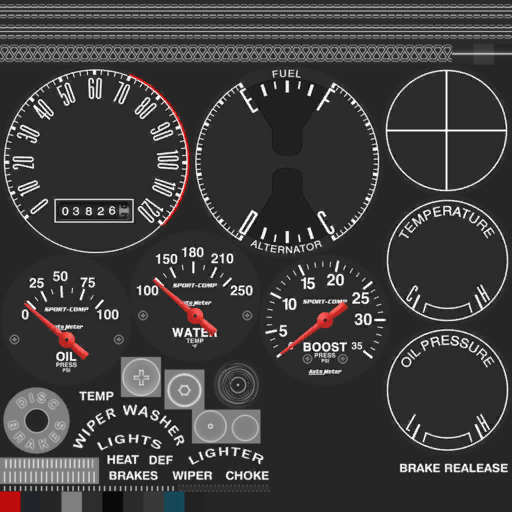 0 10 20 30 40 50 60 70 80 90 100 110 120
03826
FUEL
E F
D C
ALTERNATOR
TEMPERATURE
C H
OIL PRESSURE
L H
0 25 50 75 100
SPORT-COMP
Auto Meter
OIL
PRESS
PSI
100 150 180 210 250
SPORT-COMP
Auto Meter
WATER
TEMP
0 5 10 15 20 25 30 35
SPORT-COMP
BOOST
PRESS
PSI
Auto Meter
DISC
BRAKES
TEMP
WIPER WASHER
LIGHTS
LIGHTER
HEAT DEF
BRAKES WIPER CHOKE
BRAKE REALEASE